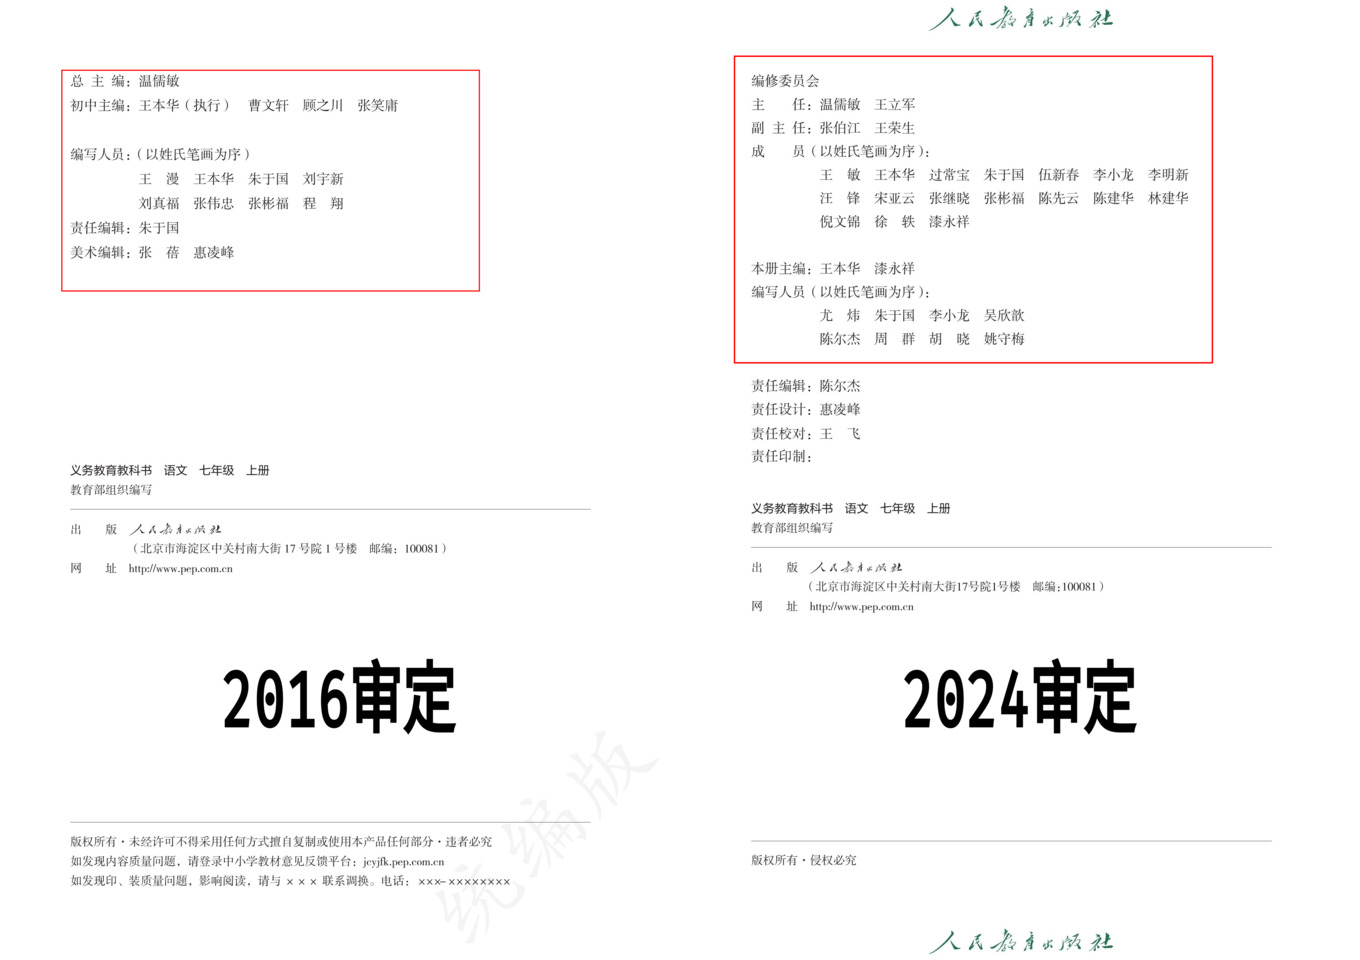 总 主 编：温儒敏
初中主编：王本华（执行） 曹文轩 顾之川 张笑庸
编写人员：（以姓氏笔画为序）
王 漫 王本华 朱于国 刘宇新
刘真福 张伟忠 张彬福 程 翔
责任编辑：朱于国
美术编辑：张 蓓 惠凌峰
义务教育教科书 语文 七年级 上册
教育部组织编写
出 版 人民教育出版社
（北京市海淀区中关村南大街 17 号院 1 号楼 邮编：100081）
网 址 http://www.pep.com.cn
2016审定
版权所有·未经许可不得采用任何方式擅自复制或使用本产品任何部分·违者必究
如发现内容质量问题，请登录中小学教材意见反馈平台：jcyjfk.pep.com.cn
如发现印、装质量问题，影响阅读，请与 × × × 联系调换。电话：×××-××××××××
统编版
人民教育出版社
编修委员会
主 任：温儒敏 王立军
副 主 任：张伯江 王荣生
成 员（以姓氏笔画为序）：
王 敏 王本华 过常宝 朱于国 伍新春 李小龙 李明新
汪 锋 宋亚云 张继晓 张彬福 陈先云 陈建华 林建华
倪文锦 徐 轶 漆永祥
本册主编：王本华 漆永祥
编写人员（以姓氏笔画为序）：
尤 炜 朱于国 李小龙 吴欣歆
陈尔杰 周 群 胡 晓 姚守梅
责任编辑：陈尔杰
责任设计：惠凌峰
责任校对：王 飞
责任印制：
义务教育教科书 语文 七年级 上册
教育部组织编写
出 版 人民教育出版社
（北京市海淀区中关村南大街17号院1号楼 邮编:100081）
网 址 http://www.pep.com.cn
2024审定
版权所有·侵权必究
人民教育出版社